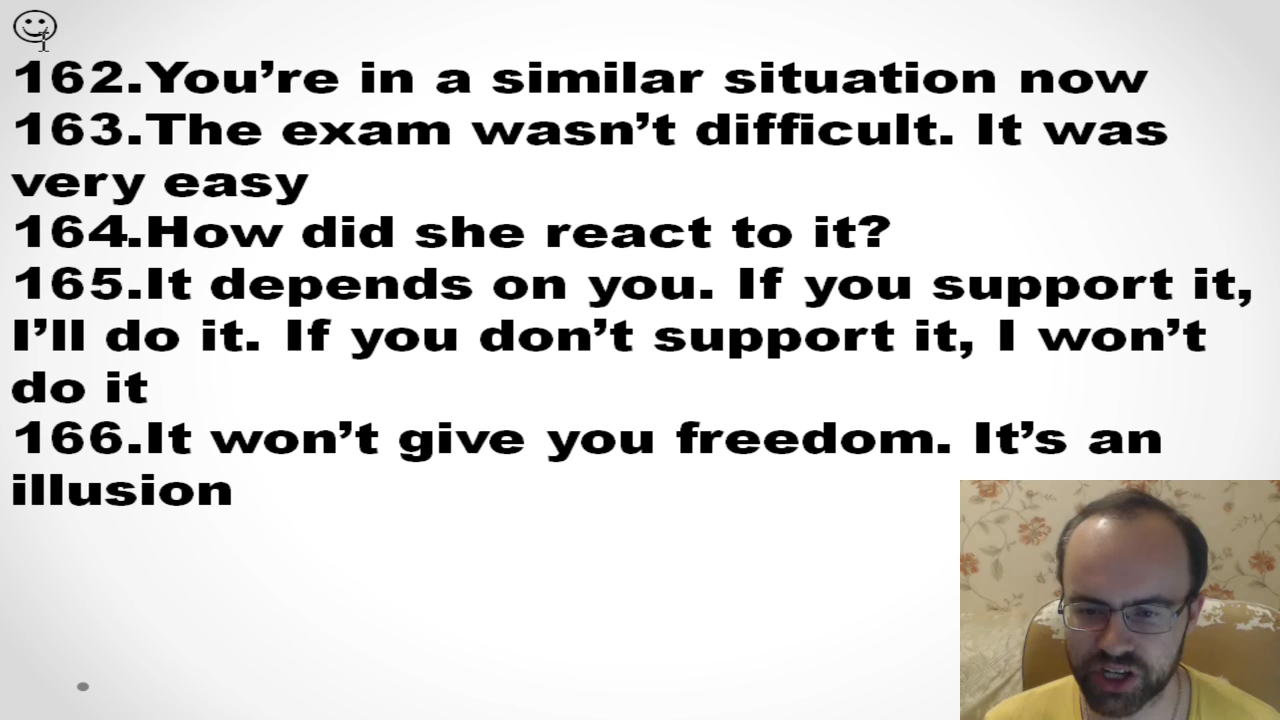 162.You’re in a similar situation now
163.The exam wasn’t difficult. It was
very easy
164.How did she react to it?
165.It depends on you. If you support it,
I’ll do it. If you don’t support it, I won’t
do it
166.It won’t give you freedom. It’s an
illusion